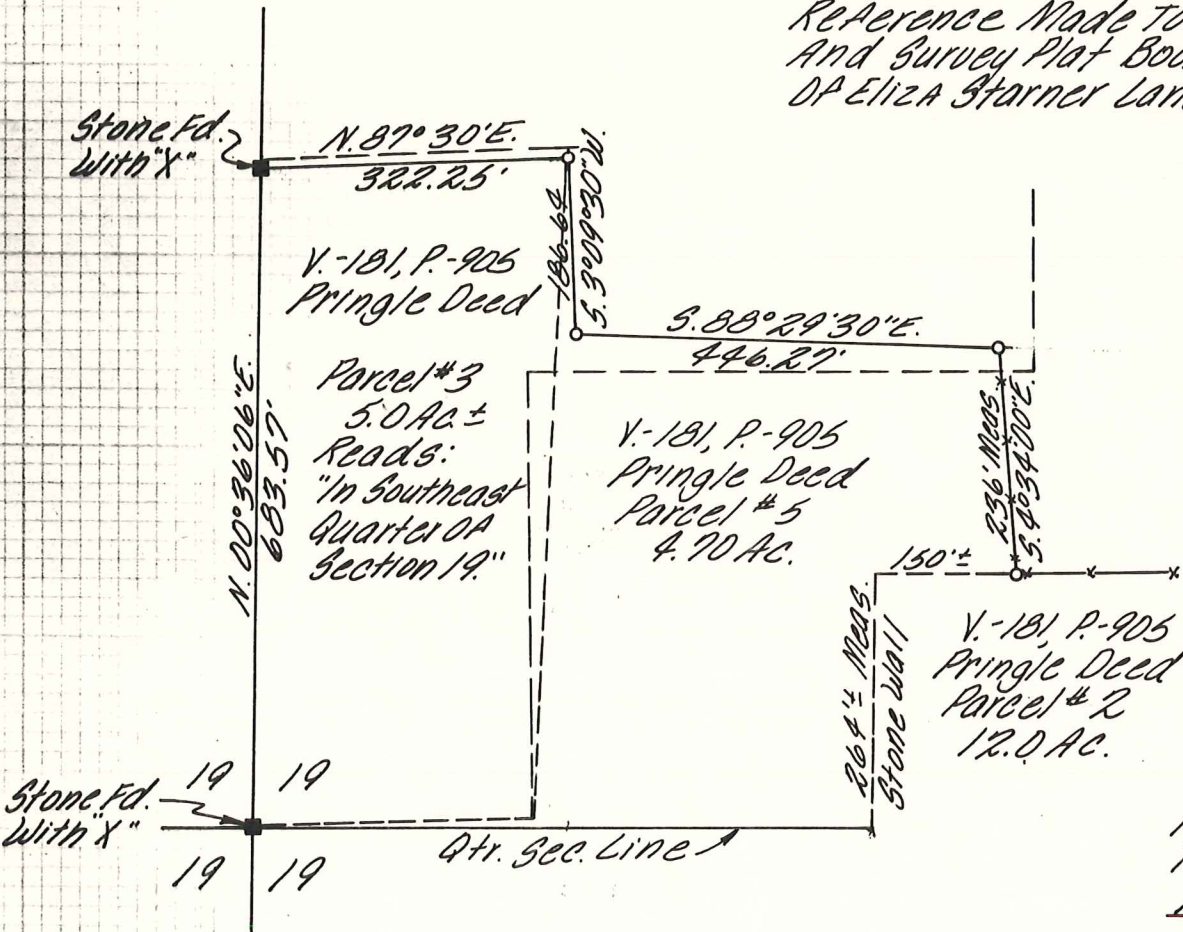 Reference Made To
And Survey Plat Boo
Of Eliza Starner Lan
Stone Fd.
With "X"
N. 87° 30' E.
322.25'
186.64
S. 3° 09' 30" W.
V.-181, P.-905
Pringle Deed
Parcel #3
5.0 Ac. ±
Reads:
"In Southeast
Quarter Of
Section 19."
N. 00° 36' 06" E.
683.57'
S. 88° 29' 30" E.
446.27'
V.-181, P.-905
Pringle Deed
Parcel #5
4.70 Ac.
236' Meas.
S. 4° 34' 00" E.
150' ±
264' ± Meas.
Stone Wall
V.-181, P.-905
Pringle Deed
Parcel #2
12.0 Ac.
19 19
Stone Fd.
With "X"
19 19
Qtr. Sec. Line